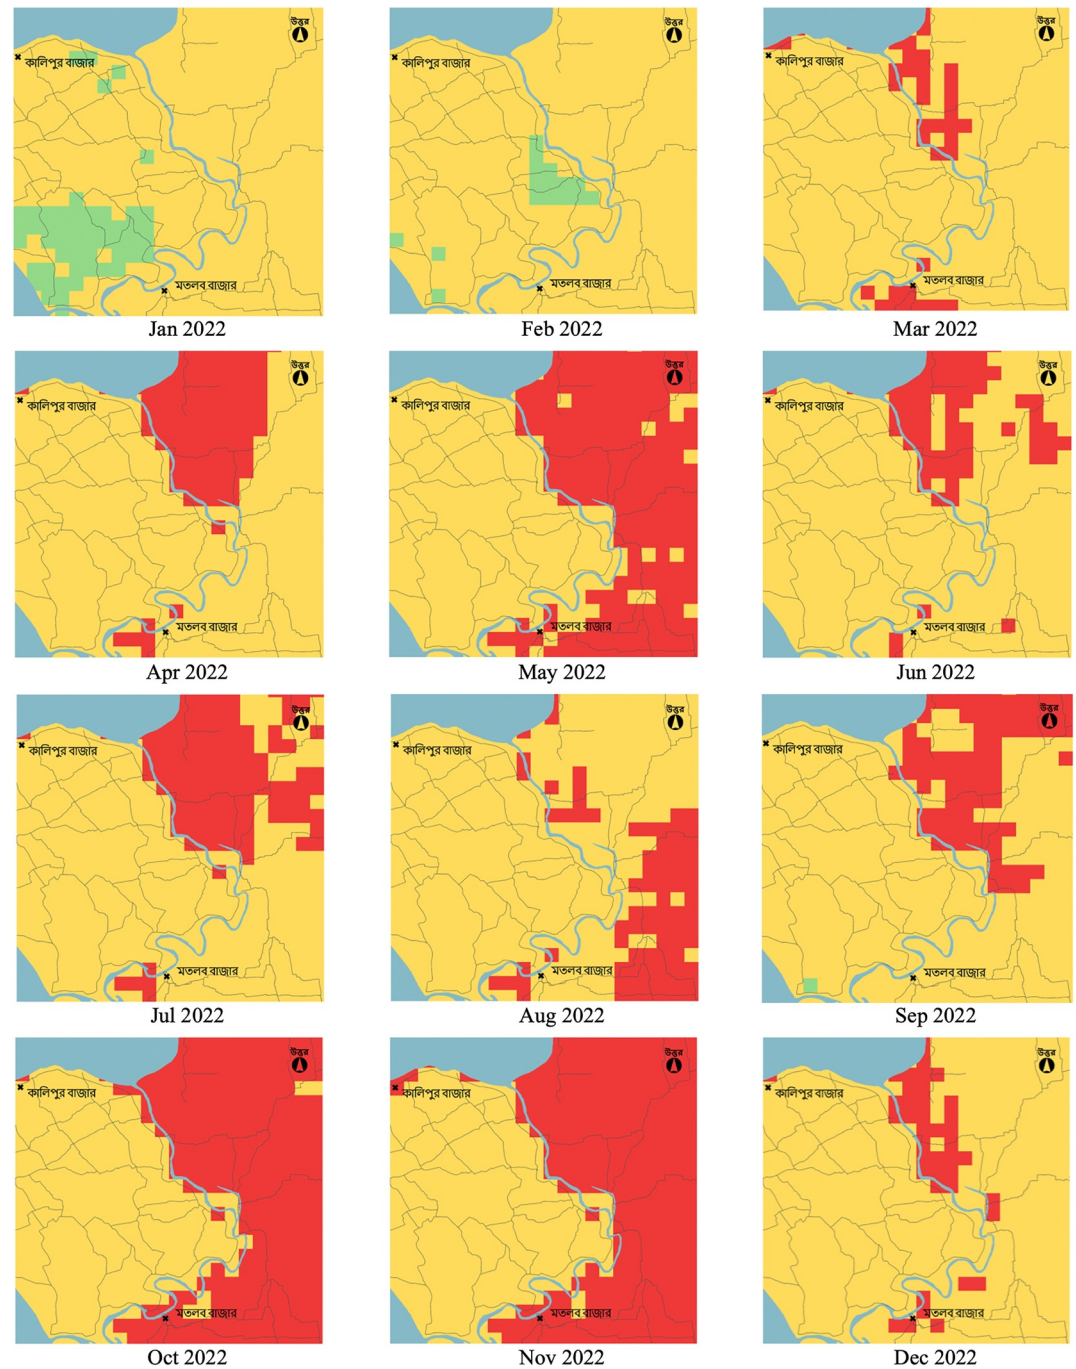 উত্তর
কালিপুর বাজার
মতলব বাজার
Jan 2022
উত্তর
কালিপুর বাজার
মতলব বাজার
Feb 2022
উত্তর
কালিপুর বাজার
মতলব বাজার
Mar 2022
উত্তর
কালিপুর বাজার
মতলব বাজার
Apr 2022
উত্তর
কালিপুর বাজার
মতলব বাজার
May 2022
উত্তর
কালিপুর বাজার
মতলব বাজার
Jun 2022
উত্তর
কালিপুর বাজার
মতলব বাজার
Jul 2022
উত্তর
কালিপুর বাজার
মতলব বাজার
Aug 2022
উত্তর
কালিপুর বাজার
মতলব বাজার
Sep 2022
উত্তর
কালিপুর বাজার
মতলব বাজার
Oct 2022
উত্তর
কালিপুর বাজার
মতলব বাজার
Nov 2022
উত্তর
কালিপুর বাজার
মতলব বাজার
Dec 2022